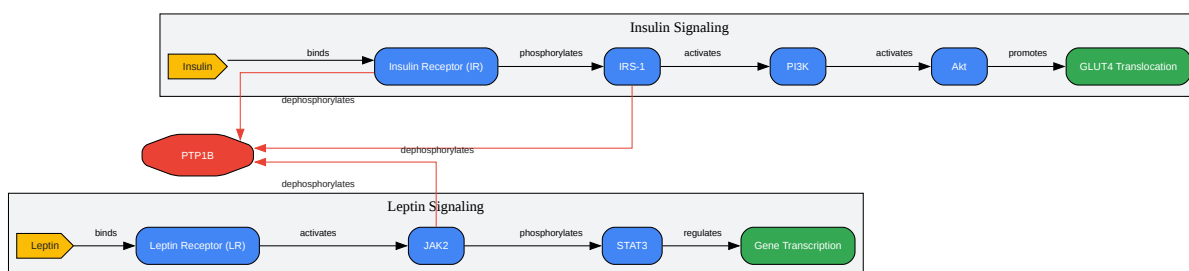 Insulin Signaling
binds
phosphorylates
activates
activates
promotes
Insulin
Insulin Receptor (IR)
IRS-1
PI3K
Akt
GLUT4 Translocation
dephosphorylates
PTP1B
dephosphorylates
dephosphorylates
Leptin Signaling
binds
activates
phosphorylates
regulates
Leptin
Leptin Receptor (LR)
JAK2
STAT3
Gene Transcription